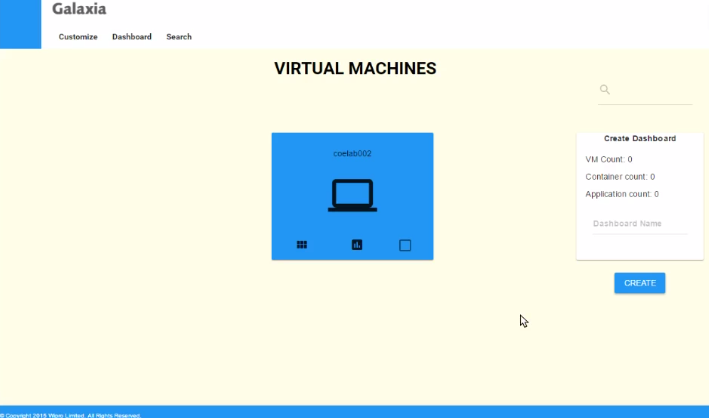 Galaxia
Customize Dashboard Search
VIRTUAL MACHINES
coelab002
Create Dashboard
VM Count: 0
Container count: 0
Application count: 0
Dashboard Name
CREATE
© Copyright 2015 Wipro Limited. All Rights Reserved.